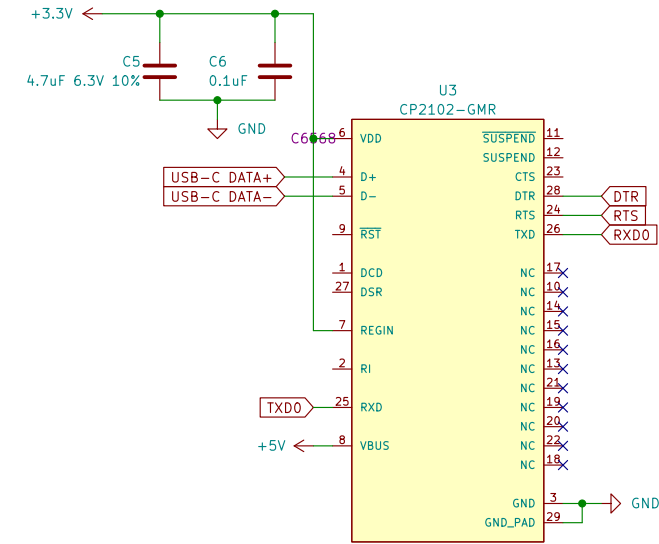 +3.3V
C5
4.7uF 6.3V 10%
C6
0.1uF
GND
U3
CP2102-GMR
6 VDD
4 D+
5 D-
9 RST
1 DCD
27 DSR
7 REGIN
2 RI
25 RXD
8 VBUS
USB-C DATA+
USB-C DATA-
TXD0
+5V
SUSPEND 11
SUSPEND 12
CTS 23
DTR 28
RTS 24
TXD 26
NC 17
NC 10
NC 14
NC 15
NC 16
NC 13
NC 21
NC 19
NC 20
NC 22
NC 18
GND 3
GND_PAD 29
DTR
RTS
RXD0
GND